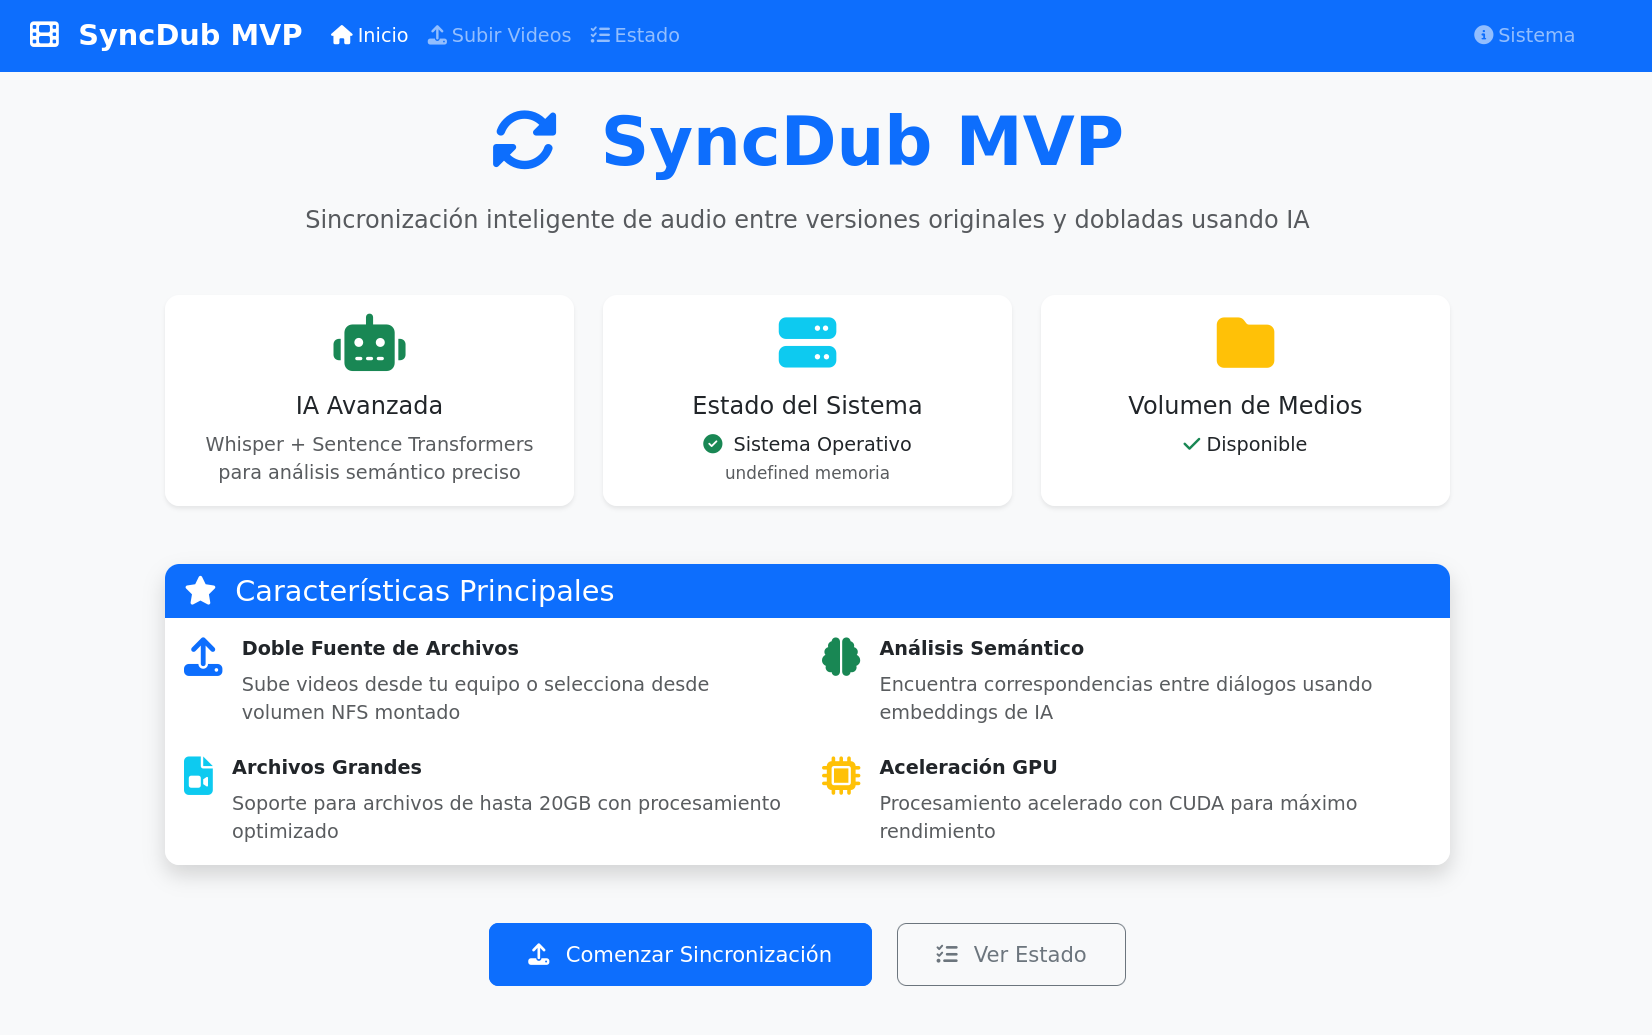 SyncDub MVP Inicio Subir Videos Estado Sistema
SyncDub MVP
Sincronización inteligente de audio entre versiones originales y dobladas usando IA
IA Avanzada
Whisper + Sentence Transformers
para análisis semántico preciso
Estado del Sistema
Sistema Operativo
undefined memoria
Volumen de Medios
Disponible
Características Principales
Doble Fuente de Archivos
Sube videos desde tu equipo o selecciona desde
volumen NFS montado
Análisis Semántico
Encuentra correspondencias entre diálogos usando
embeddings de IA
Archivos Grandes
Soporte para archivos de hasta 20GB con procesamiento
optimizado
Aceleración GPU
Procesamiento acelerado con CUDA para máximo
rendimiento
Comenzar Sincronización
Ver Estado